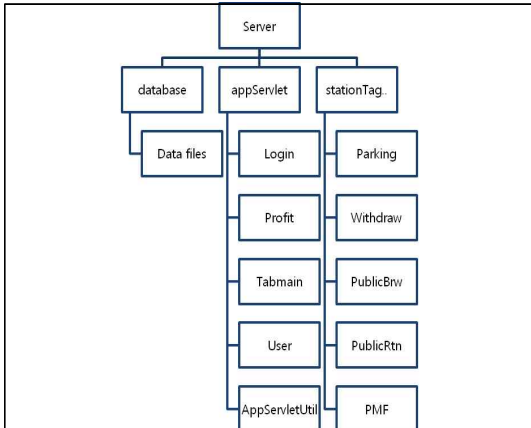 Server
database
appServlet
stationTag..
Data files
Login
Parking
Profit
Withdraw
Tabmain
PublicBrw
User
PublicRtn
AppServletUtil
PMF